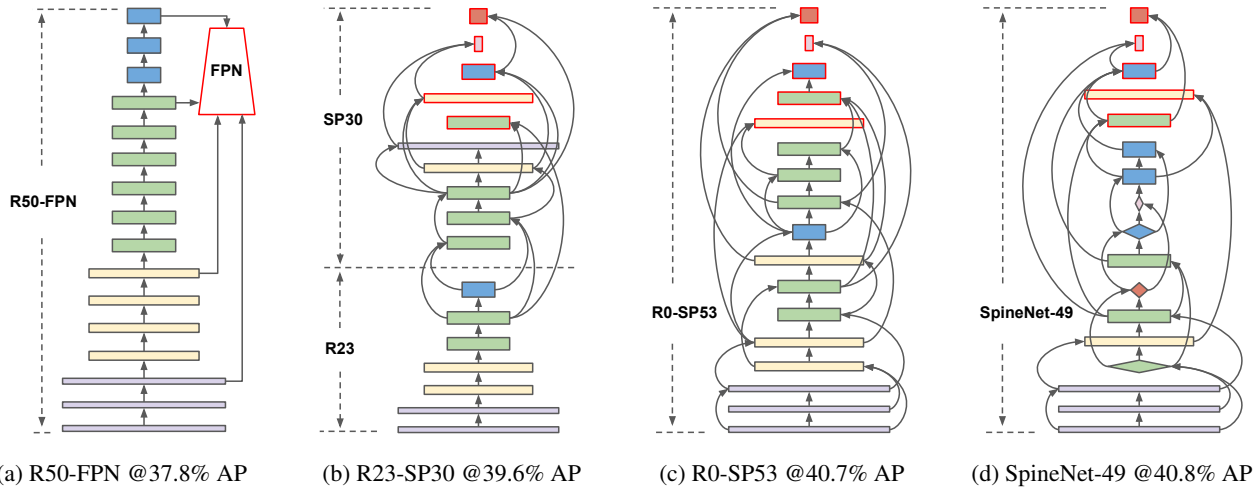 FPN
R50-FPN
SP30
R23
R0-SP53
SpineNet-49
(a) R50-FPN @37.8% AP
(b) R23-SP30 @39.6% AP
(c) R0-SP53 @40.7% AP
(d) SpineNet-49 @40.8% AP